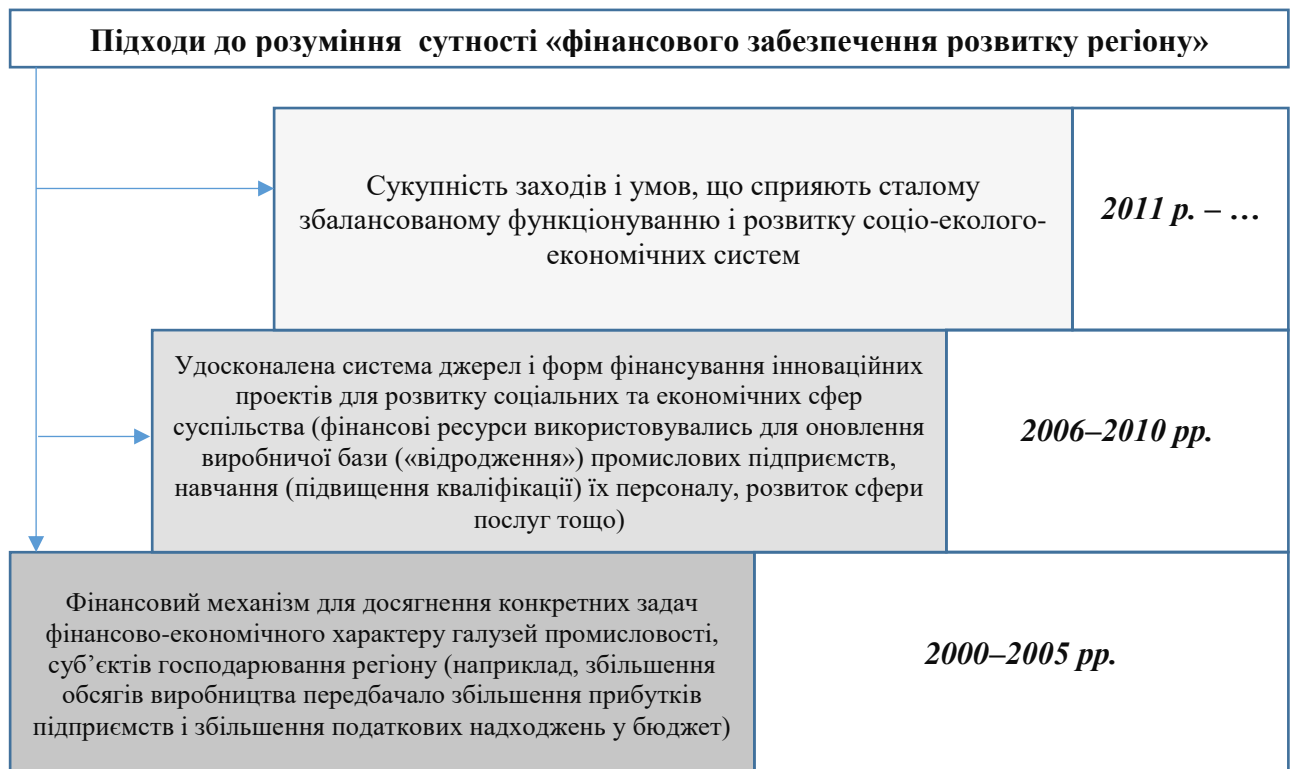 Підходи до розуміння сутності «фінансового забезпечення розвитку регіону»
Сукупність заходів і умов, що сприяють сталому
збалансованому функціонуванню і розвитку соціо-еколого-
економічних систем
2011 р. – …
Удосконалена система джерел і форм фінансування інноваційних
проектів для розвитку соціальних та економічних сфер
суспільства (фінансові ресурси використовувались для оновлення
виробничої бази («відродження») промислових підприємств,
навчання (підвищення кваліфікації) їх персоналу, розвиток сфери
послуг тощо)
2006–2010 рр.
Фінансовий механізм для досягнення конкретних задач
фінансово-економічного характеру галузей промисловості,
суб’єктів господарювання регіону (наприклад, збільшення
обсягів виробництва передбачало збільшення прибутків
підприємств і збільшення податкових надходжень у бюджет)
2000–2005 рр.